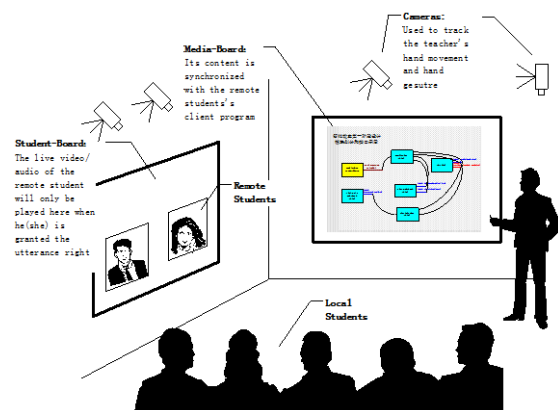 Cameras:
Used to track
the teacher's
hand movement
and hand
gesutre
Media-Board:
Its content is
synchronized
with the remote
students's
client program
Student-Board:
The live video/
audio of the
remote student
will only be
played here when
he(she) is
granted the
utterance right
Remote
Students
Local
Students